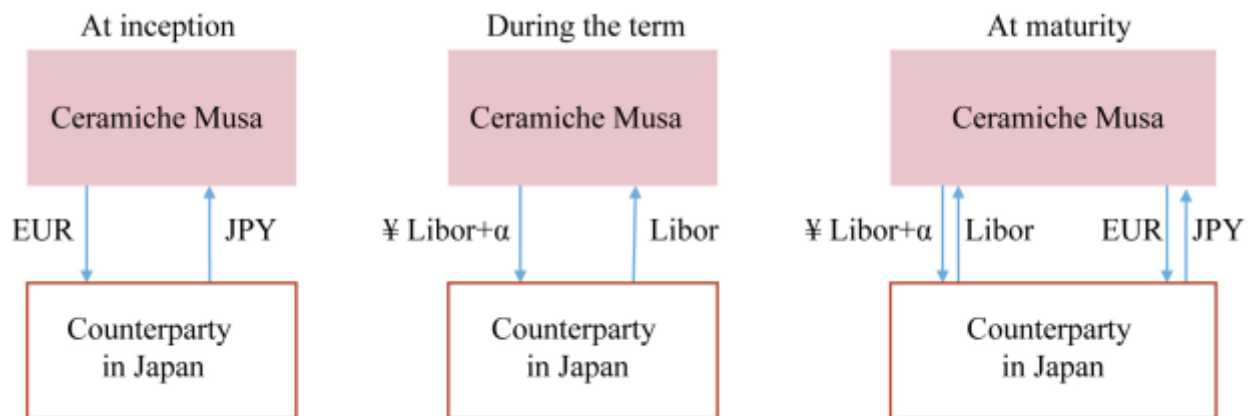 At inception
During the term
At maturity
Ceramiche Musa
Ceramiche Musa
Ceramiche Musa
EUR
JPY
¥ Libor+α
Libor
¥ Libor+α
Libor
EUR
JPY
Counterparty
in Japan
Counterparty
in Japan
Counterparty
in Japan